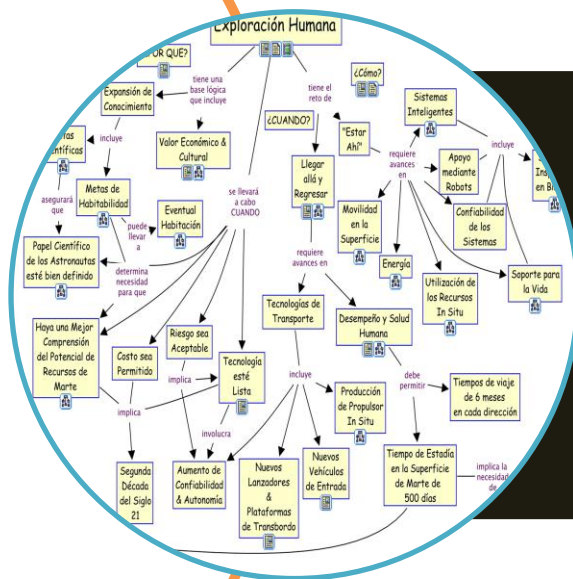 Exploración Humana
POR QUE?
tiene una
base lógica
que incluye
tiene el
reto de
¿Cómo?
Expansión de
Conocimiento
¿CUANDO?
Sistemas
Inteligentes
"Estar
Ahí"
incluye
Valor Económico &
Cultural
Llegar
allá y
Regresar
requiere
avances
en
Apoyo
mediante
Robots
incluye
en
Metas de
Habitabilidad
se llevará
a cabo
CUANDO
asegurará
que
puede
llevar
a
Eventual
Habitación
Movilidad
en la
Superficie
Confiabilidad
de los
Sistemas
Papel Científico
de los Astronautas
esté bien definido
determina
necesidad
para que
requiere
avances en
Energía
Utilización de
los Recursos
In Situ
Soporte para
la Vida
Tecnologías de
Transporte
Desempeño y Salud
Humana
Haya una Mejor
Comprensión
del Potencial de
Recursos de
Marte
Costo sea
Permitido
Riesgo sea
Aceptable
Tecnología
esté
Lista
implica
incluye
debe
permitir
Tiempos de viaje
de 6 meses
en cada dirección
Producción
de Propulsor
In Situ
implica
involucra
Segunda
Década
del Siglo
21
Aumento de
Confiabilidad
& Autonomía
Nuevos
Lanzadores
&
Plataformas
de Transbordo
Nuevos
Vehículos
de Entrada
Tiempo de Estadía
en la Superficie
de Marte de
500 días
implica la
necesidad
de